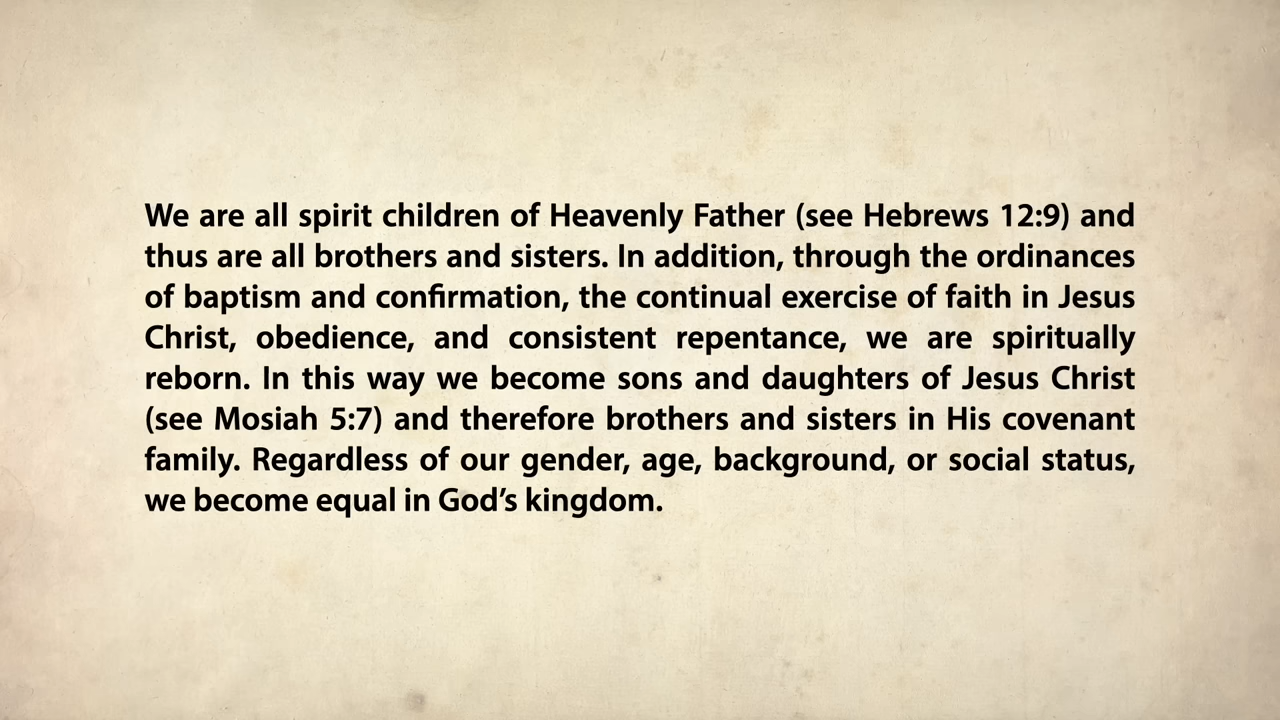 We are all spirit children of Heavenly Father (see Hebrews 12:9) and
thus are all brothers and sisters. In addition, through the ordinances
of baptism and confirmation, the continual exercise of faith in Jesus
Christ, obedience, and consistent repentance, we are spiritually
reborn. In this way we become sons and daughters of Jesus Christ
(see Mosiah 5:7) and therefore brothers and sisters in His covenant
family. Regardless of our gender, age, background, or social status,
we become equal in God’s kingdom.